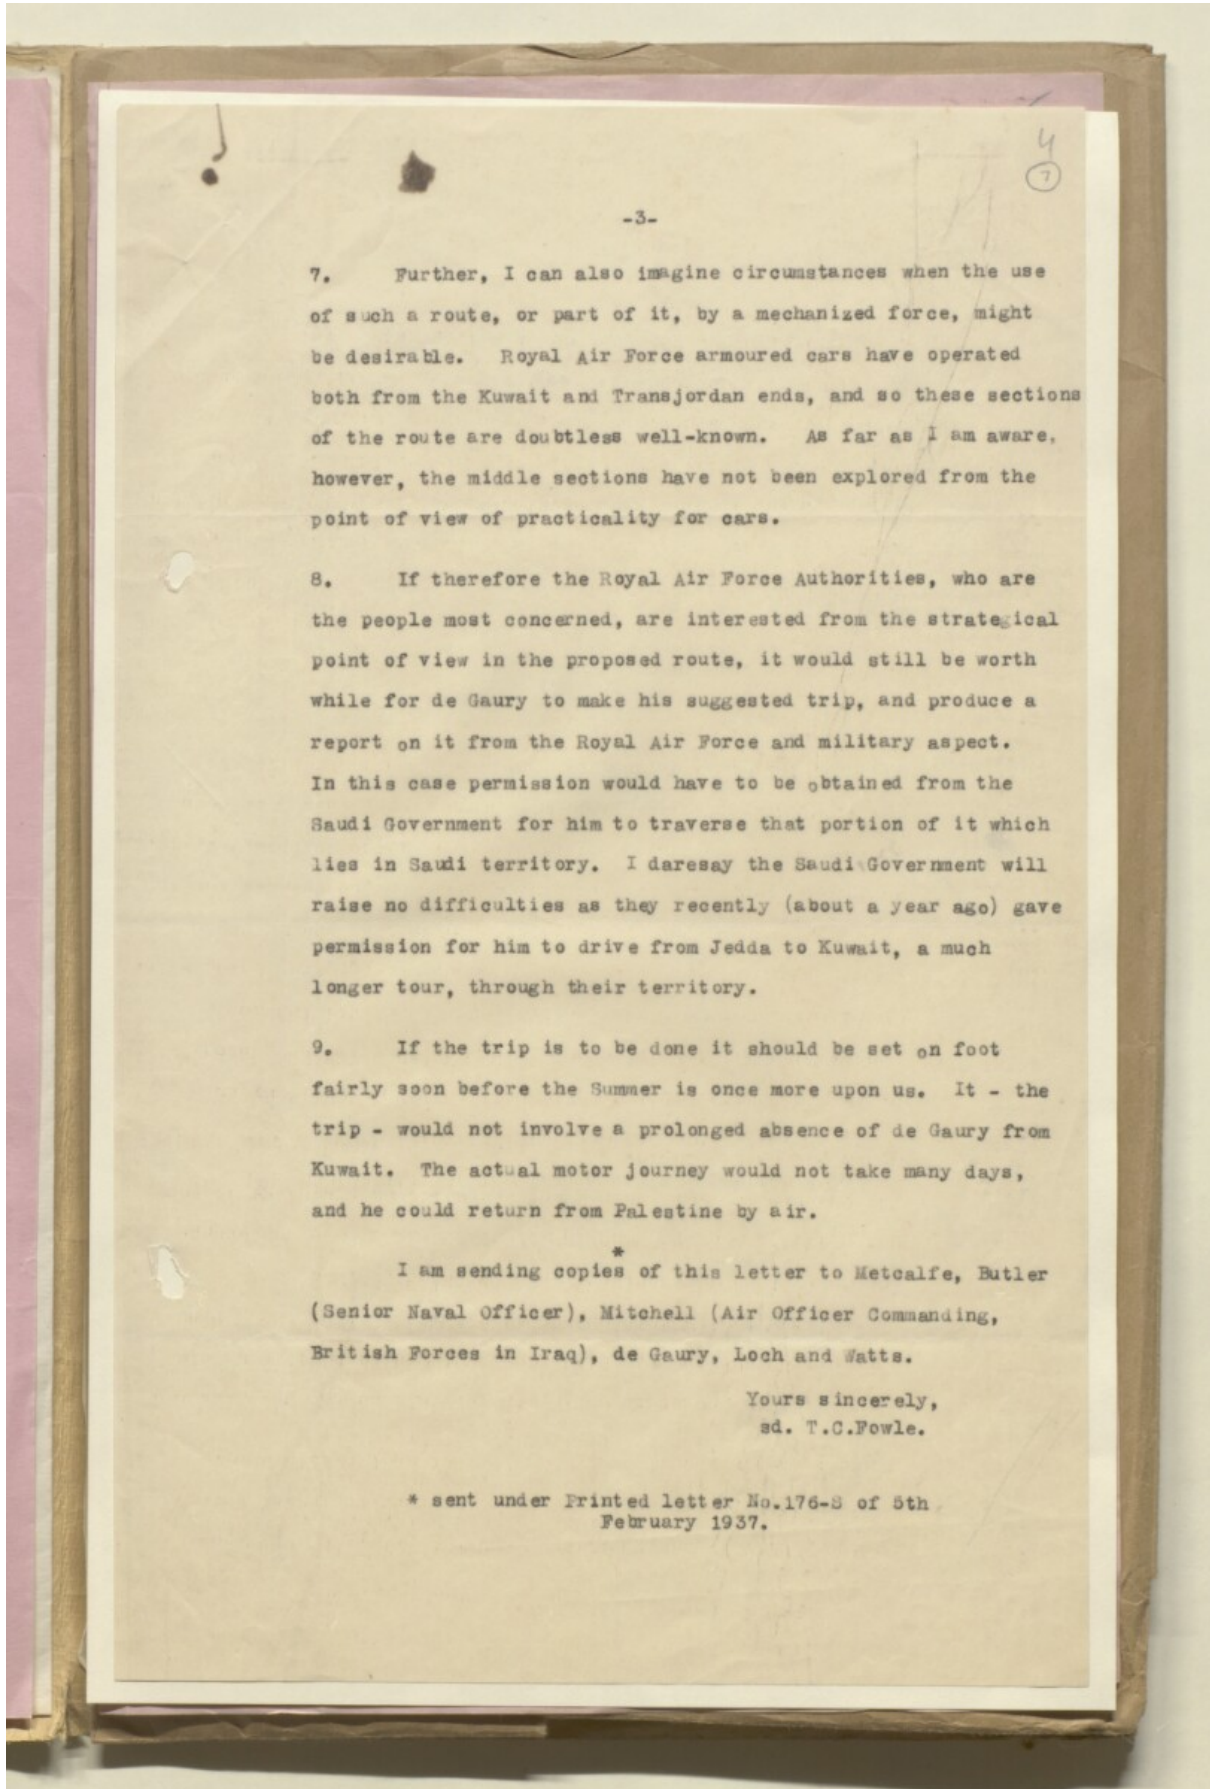 4
7
-3-
7. Further, I can also imagine circumstances when the use
of such a route, or part of it, by a mechanized force, might
be desirable. Royal Air Force armoured cars have operated
both from the Kuwait and Transjordan ends, and so these sections
of the route are doubtless well-known. As far as I am aware,
however, the middle sections have not been explored from the
point of view of practicality for cars.
8. If therefore the Royal Air Force Authorities, who are
the people most concerned, are interested from the strategical
point of view in the proposed route, it would still be worth
while for de Gaury to make his suggested trip, and produce a
report on it from the Royal Air Force and military aspect.
In this case permission would have to be obtained from the
Saudi Government for him to traverse that portion of it which
lies in Saudi territory. I daresay the Saudi Government will
raise no difficulties as they recently (about a year ago) gave
permission for him to drive from Jedda to Kuwait, a much
longer tour, through their territory.
9. If the trip is to be done it should be set on foot
fairly soon before the Summer is once more upon us. It - the
trip - would not involve a prolonged absence of de Gaury from
Kuwait. The actual motor journey would not take many days,
and he could return from Palestine by air.
*
I am sending copies of this letter to Metcalfe, Butler
(Senior Naval Officer), Mitchell (Air Officer Commanding,
British Forces in Iraq), de Gaury, Loch and Watts.
Yours sincerely,
sd. T.C.Fowle.
* sent under Printed letter No.176-S of 5th
February 1937.